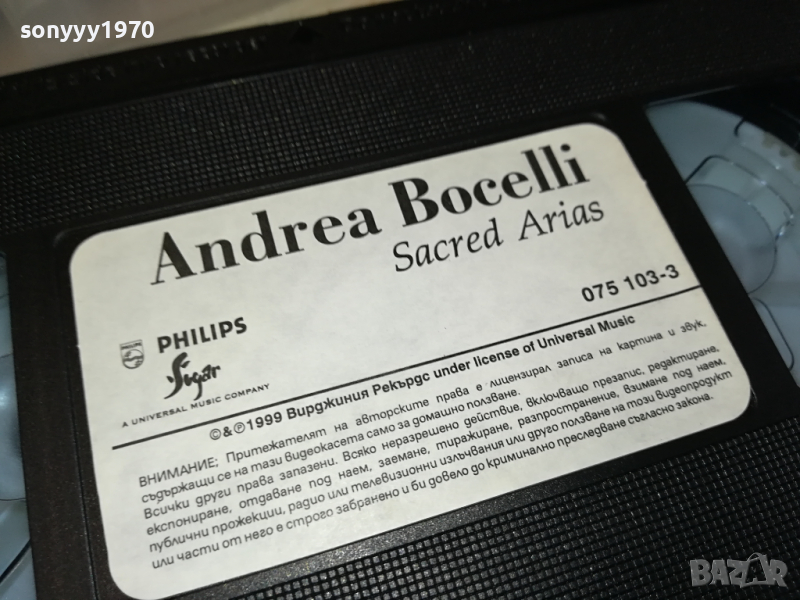 sonyyy1970
Andrea Bocelli
Sacred Arias
PHILIPS
Sugar
A UNIVERSAL MUSIC COMPANY
075 103-3
©&℗1999 Вирджиния Рекърдс under license of Universal Music
ВНИМАНИЕ: Притежателят на авторските права е лицензирал записа на картина и звук,
съдържащи се на тази видеокасета само за домашно ползване.
Всички други права запазени. Всяко неразрешено действие, включващо презапис, редактиране,
експониране, отдаване под наем, заемане, тиражиране, разпространение, взимане под наем,
публични прожекции, радио или телевизионни излъчвания или друго ползване на този видеопродукт
или части от него е строго забранено и би довело до криминално преследване съгласно закона.
BAZAR